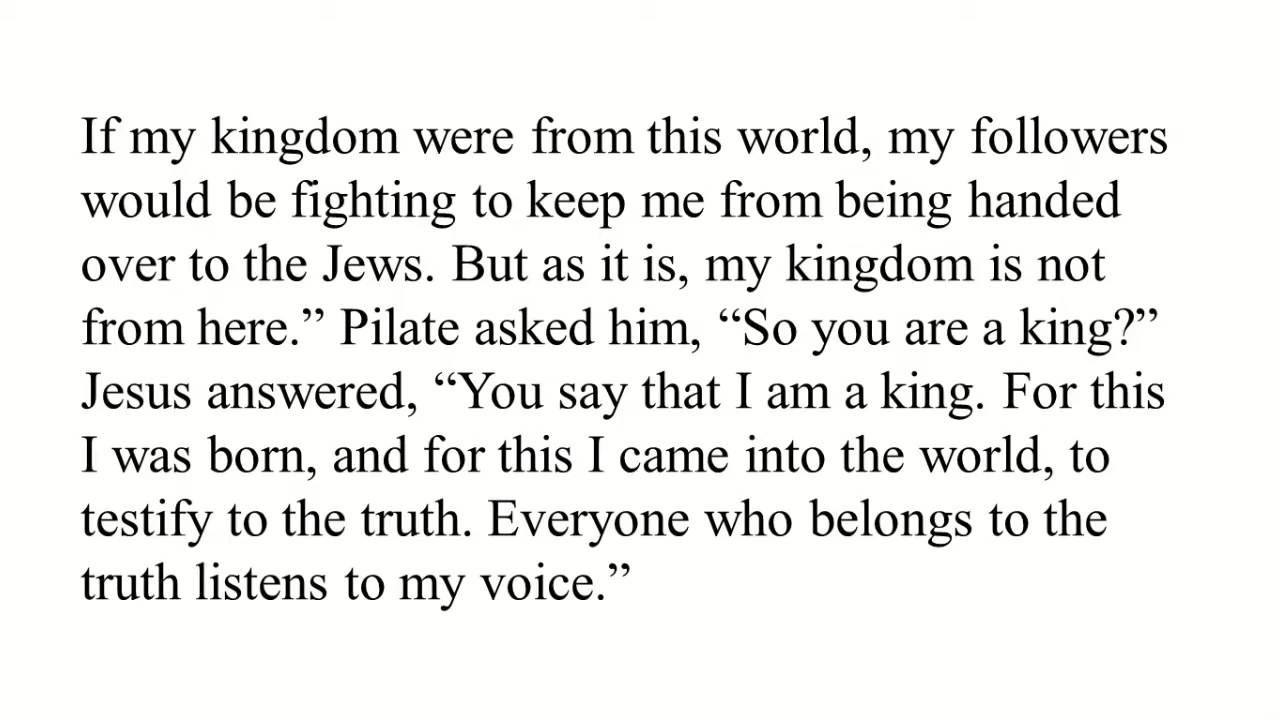 If my kingdom were from this world, my followers
would be fighting to keep me from being handed
over to the Jews. But as it is, my kingdom is not
from here.” Pilate asked him, “So you are a king?”
Jesus answered, “You say that I am a king. For this
I was born, and for this I came into the world, to
testify to the truth. Everyone who belongs to the
truth listens to my voice.”